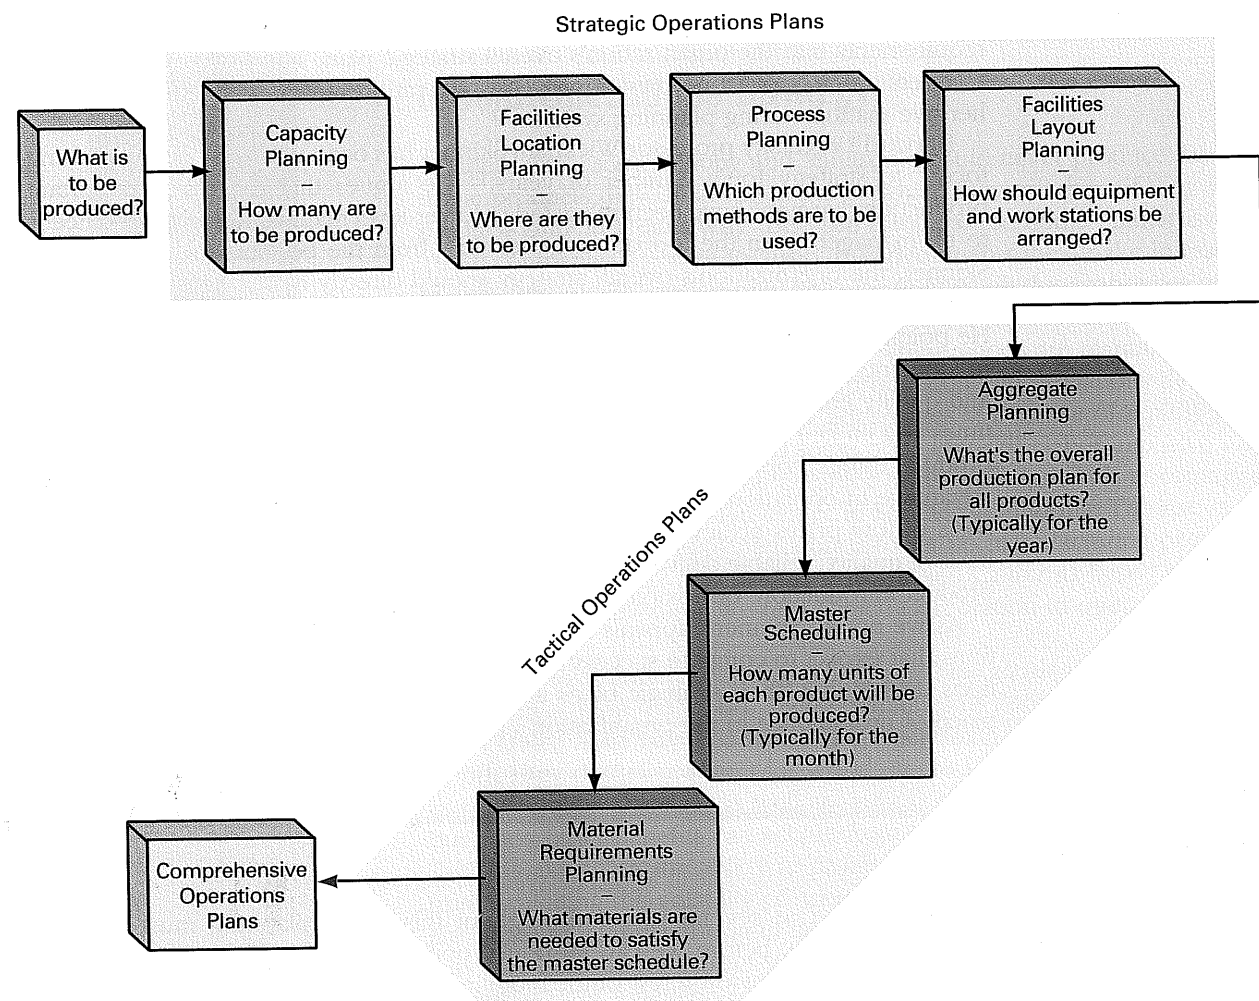 Strategic Operations Plans
What is
to be
produced?
Capacity
Planning
–
How many are
to be produced?
Facilities
Location
Planning
–
Where are they
to be produced?
Process
Planning
–
Which production
methods are to be
used?
Facilities
Layout
Planning
–
How should equipment
and work stations be
arranged?
Tactical Operations Plans
Aggregate
Planning
–
What's the overall
production plan for
all products?
(Typically for the
year)
Master
Scheduling
–
How many units of
each product will be
produced?
(Typically for the
month)
Material
Requirements
Planning
–
What materials are
needed to satisfy
the master schedule?
Comprehensive
Operations
Plans